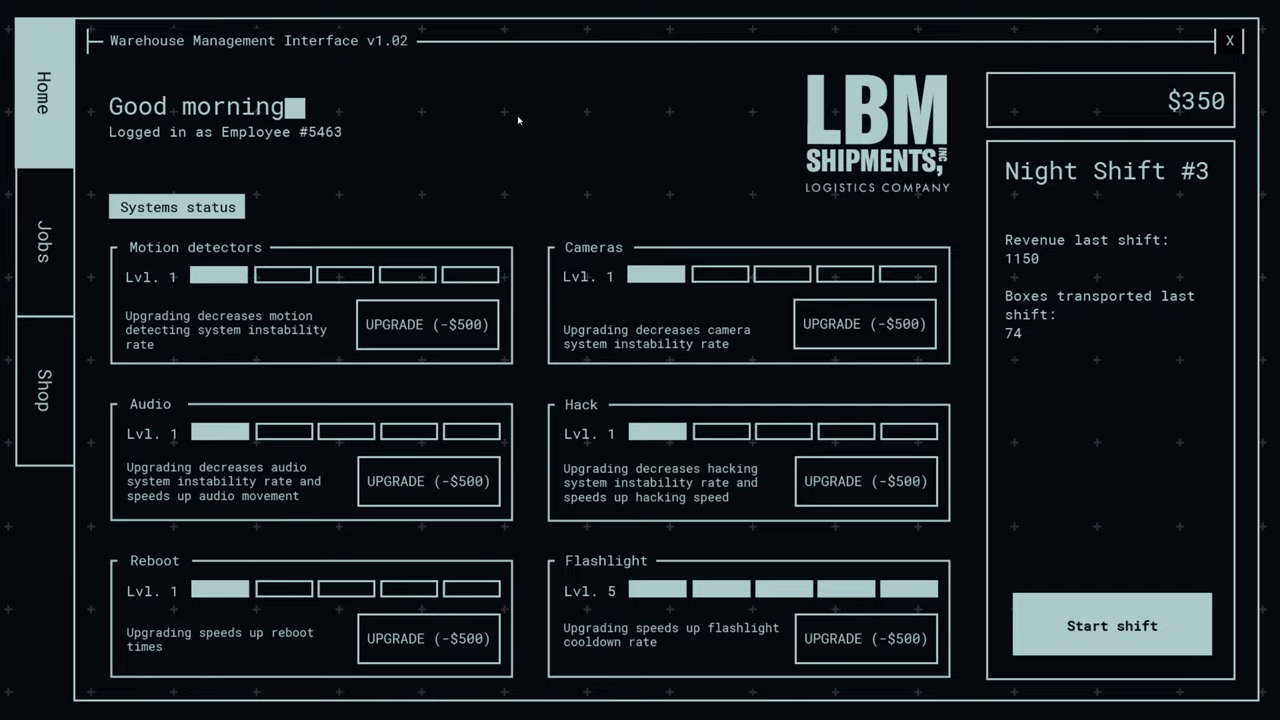 Warehouse Management Interface v1.02
X
Home
Jobs
Shop
Good morning
Logged in as Employee #5463
LBM
SHIPMENTS, INC
LOGISTICS COMPANY
$350
Systems status
Motion detectors
Lvl. 1
Upgrading decreases motion
detecting system instability
rate
UPGRADE (-$500)
Cameras
Lvl. 1
Upgrading decreases camera
system instability rate
UPGRADE (-$500)
Audio
Lvl. 1
Upgrading decreases audio
system instability rate and
speeds up audio movement
UPGRADE (-$500)
Hack
Lvl. 1
Upgrading decreases hacking
system instability rate and
speeds up hacking speed
UPGRADE (-$500)
Reboot
Lvl. 1
Upgrading speeds up reboot
times
UPGRADE (-$500)
Flashlight
Lvl. 5
Upgrading speeds up flashlight
cooldown rate
UPGRADE (-$500)
Night Shift #3
Revenue last shift:
1150
Boxes transported last
shift:
74
Start shift